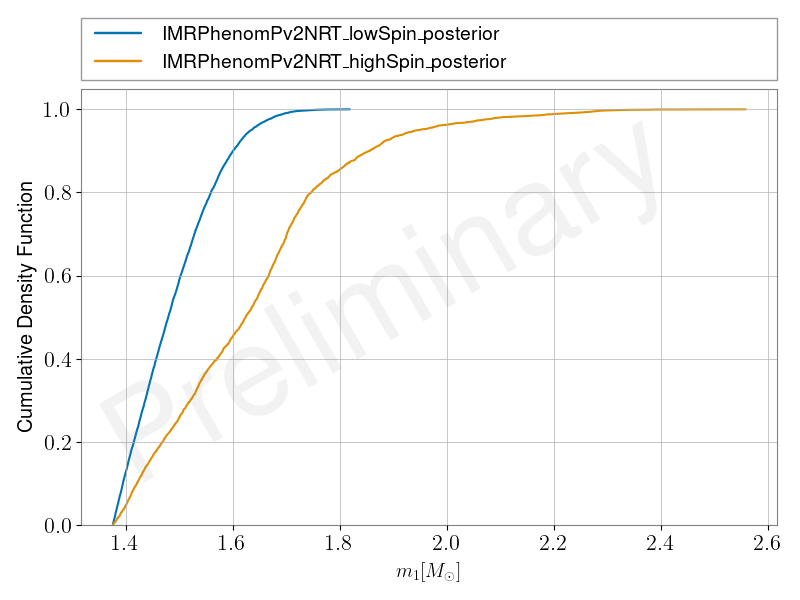 IMRPhenomPv2NRT_lowSpin_posterior
IMRPhenomPv2NRT_highSpin_posterior
Preliminary
Cumulative Density Function
1.0
0.8
0.6
0.4
0.2
0.0
1.4 1.6 1.8 2.0 2.2 2.4 2.6
m₁[M⊙]